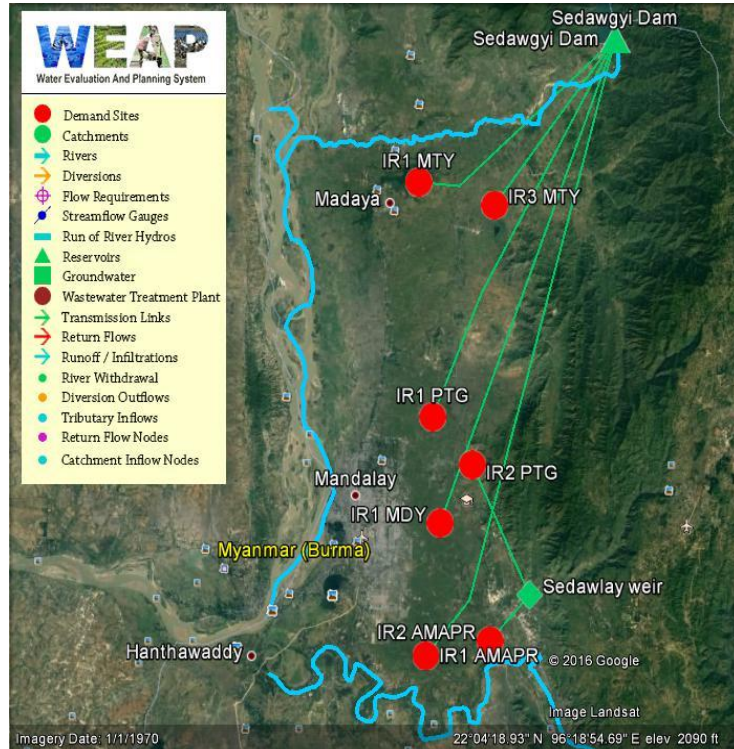 WEAP
Water Evaluation And Planning System
Demand Sites
Catchments
Rivers
Diversions
Flow Requirements
Streamflow Gauges
Run of River Hydros
Reservoirs
Groundwater
Wastewater Treatment Plant
Transmission Links
Return Flows
Runoff / Infiltrations
River Withdrawal
Diversion Outflows
Tributary Inflows
Return Flow Nodes
Catchment Inflow Nodes
Sedawgyi Dam
Sedawgyi Dam
IR1 MTY
Madaya
IR3 MTY
IR1 PTG
IR2 PTG
Mandalay
IR1 MDY
Myanmar (Burma)
Sedawlay weir
IR2 AMAPR
Hanthawaddy
IR1 AMAPR
© 2016 Google
Image Landsat
Imagery Date: 1/1/1970
22°04'18.93" N 96°18'54.69" E elev 2090 ft